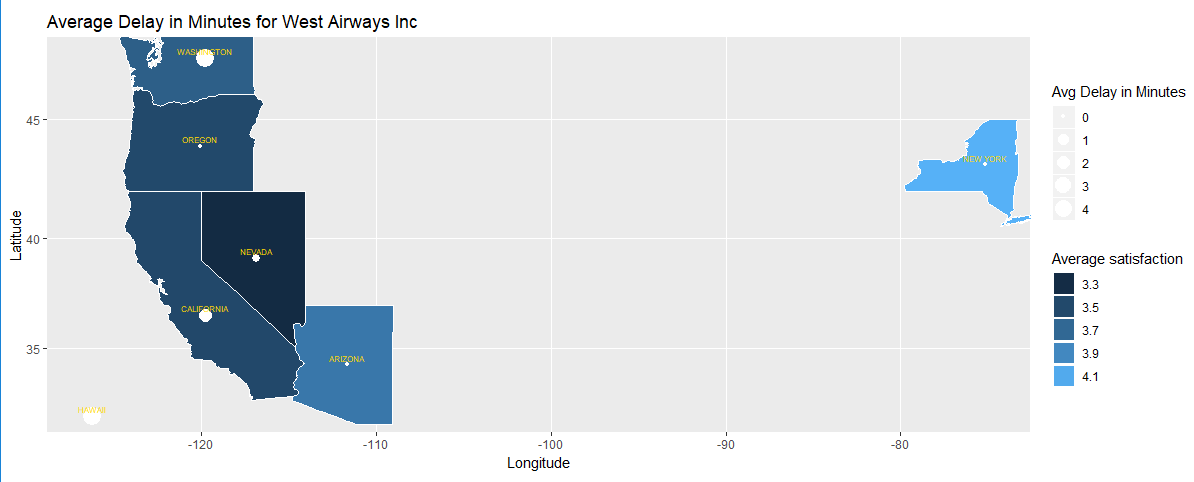 Average Delay in Minutes for West Airways Inc
WASHINGTON
OREGON
NEVADA
CALIFORNIA
ARIZONA
HAWAII
NEW YORK
45
40
35
Latitude
-120
-110
-100
-90
-80
Longitude
Avg Delay in Minutes
0
1
2
3
4
Average satisfaction
3.3
3.5
3.7
3.9
4.1